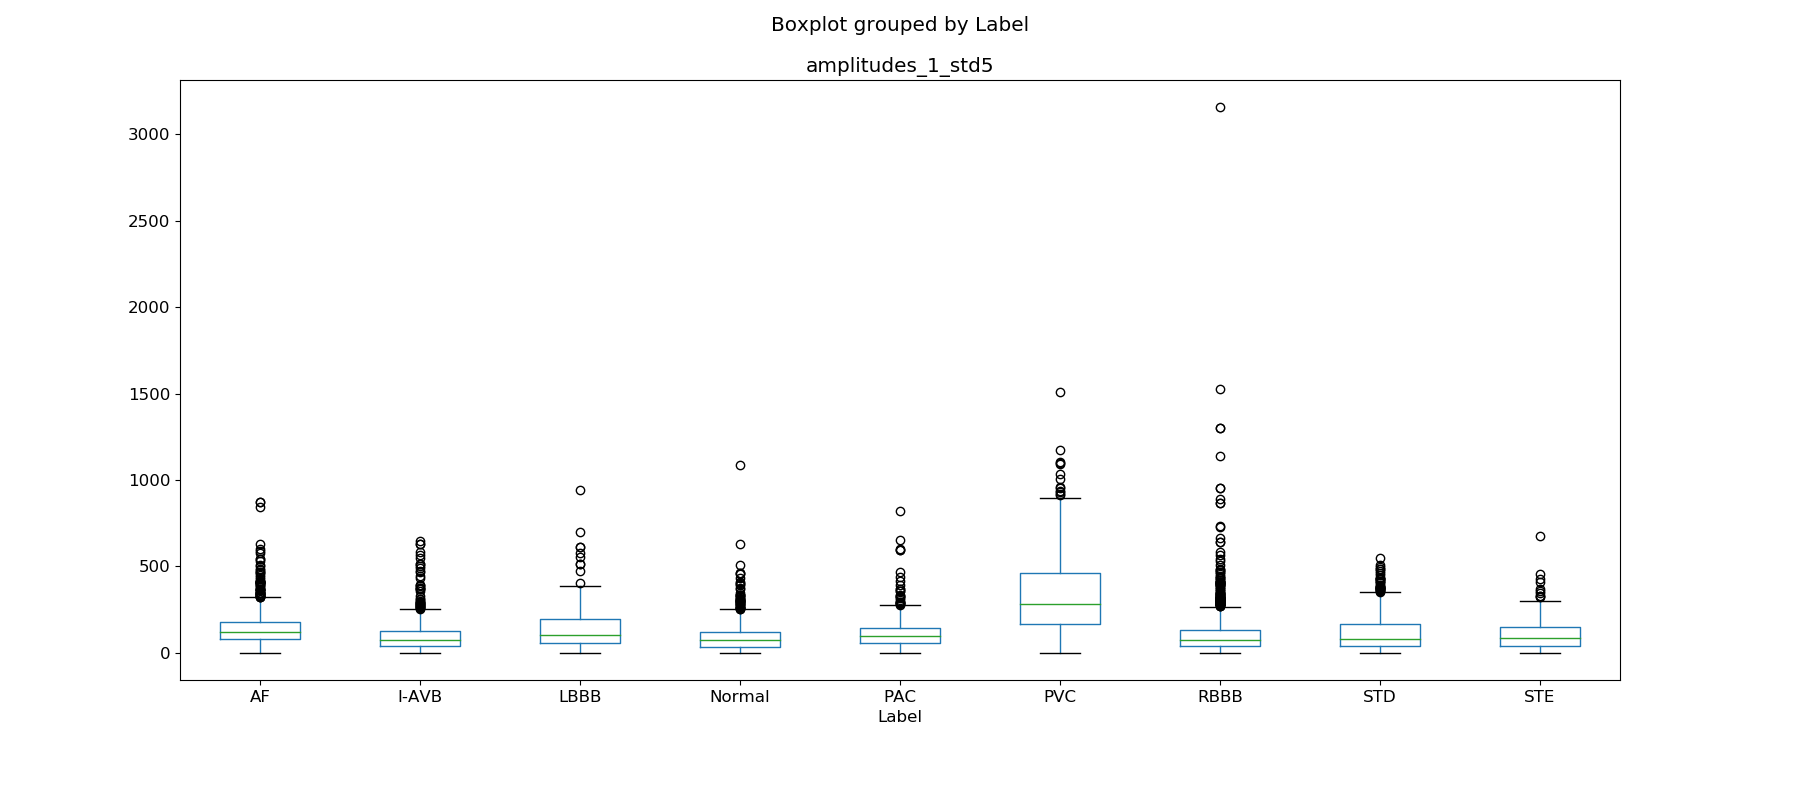 Boxplot grouped by Label
amplitudes_1_std5
3000
2500
2000
1500
1000
500
0
AF I-AVB LBBB Normal PAC PVC RBBB STD STE
Label